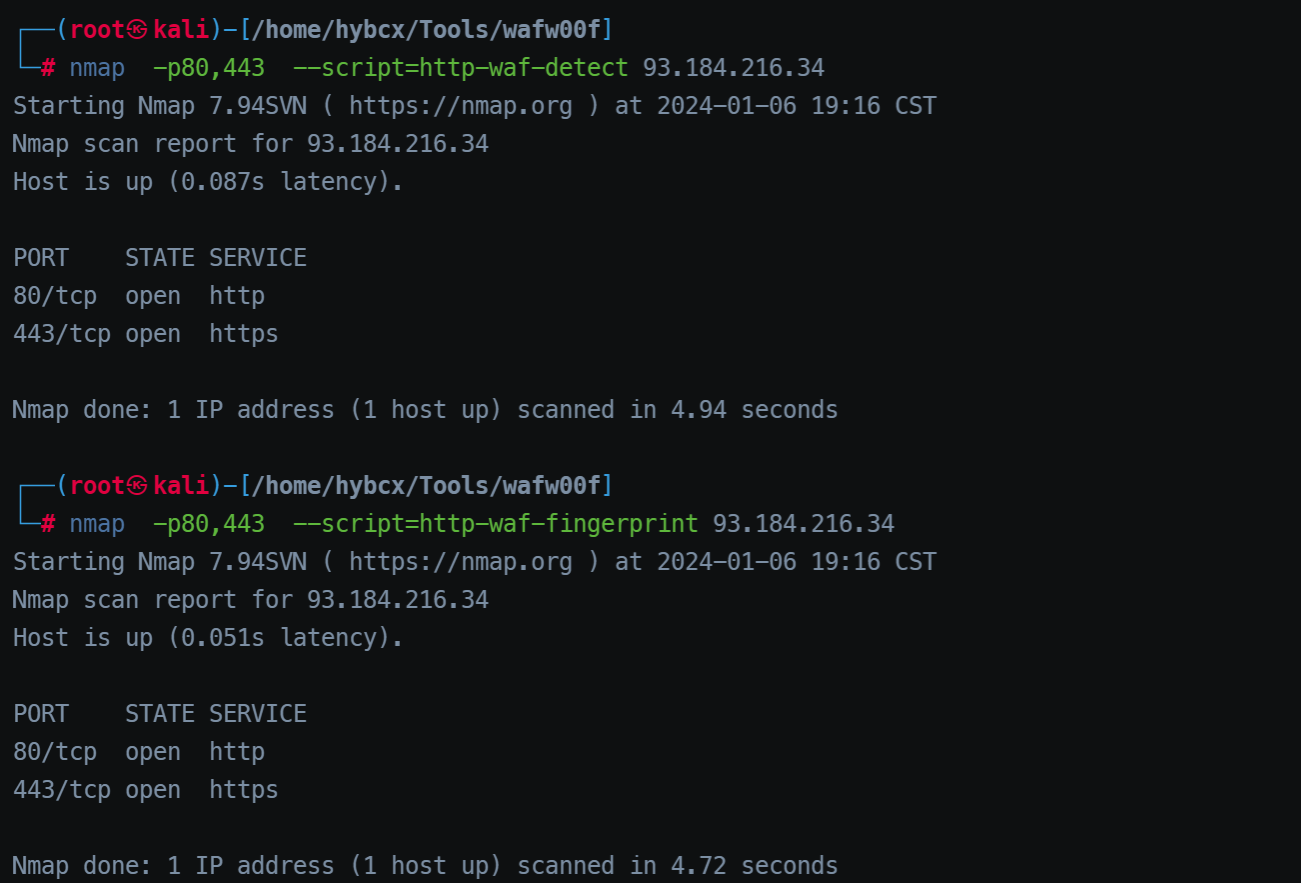 ┌──(root㉿kali)-[/home/hybcx/Tools/wafw00f]
└─# nmap  -p80,443  --script=http-waf-detect 93.184.216.34
Starting Nmap 7.94SVN ( https://nmap.org ) at 2024-01-06 19:16 CST
Nmap scan report for 93.184.216.34
Host is up (0.087s latency).
PORT    STATE SERVICE
80/tcp  open  http
443/tcp open  https
Nmap done: 1 IP address (1 host up) scanned in 4.94 seconds
┌──(root㉿kali)-[/home/hybcx/Tools/wafw00f]
└─# nmap  -p80,443  --script=http-waf-fingerprint 93.184.216.34
Starting Nmap 7.94SVN ( https://nmap.org ) at 2024-01-06 19:16 CST
Nmap scan report for 93.184.216.34
Host is up (0.051s latency).
PORT    STATE SERVICE
80/tcp  open  http
443/tcp open  https
Nmap done: 1 IP address (1 host up) scanned in 4.72 seconds